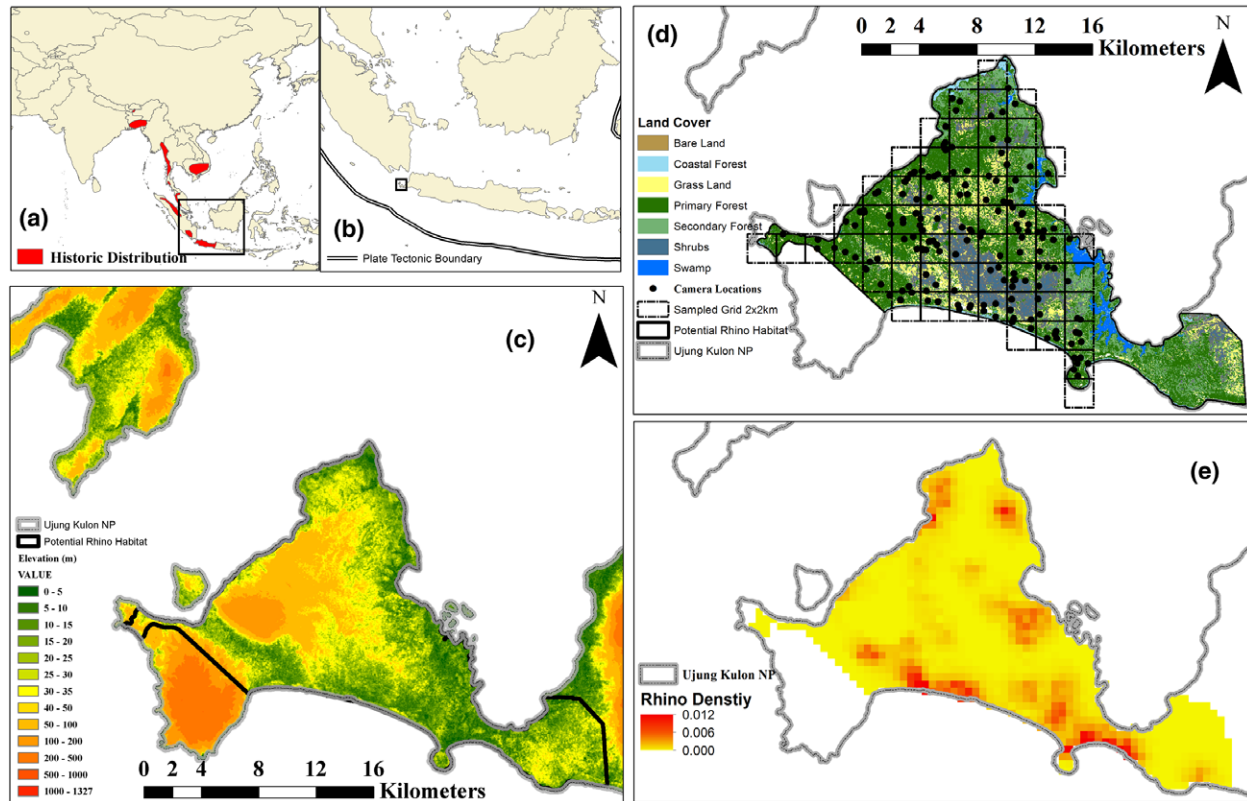 (a)
Historic Distribution
(b)
Plate Tectonic Boundary
N
(c)
Ujung Kulon NP
Potential Rhino Habitat
Elevation (m)
VALUE
0 - 5
5 - 10
10 - 15
15 - 20
20 - 25
25 - 30
30 - 35
40 - 50
50 - 100
100 - 200
200 - 500
500 - 1000
1000 - 1327
0 2 4 8 12 16
Kilometers
(d)
0 2 4 8 12 16
Kilometers
N
Land Cover
Bare Land
Coastal Forest
Grass Land
Primary Forest
Secondary Forest
Shrubs
Swamp
Camera Locations
Sampled Grid 2x2km
Potential Rhino Habitat
Ujung Kulon NP
(e)
Ujung Kulon NP
Rhino Denstiy
0.012
0.006
0.000